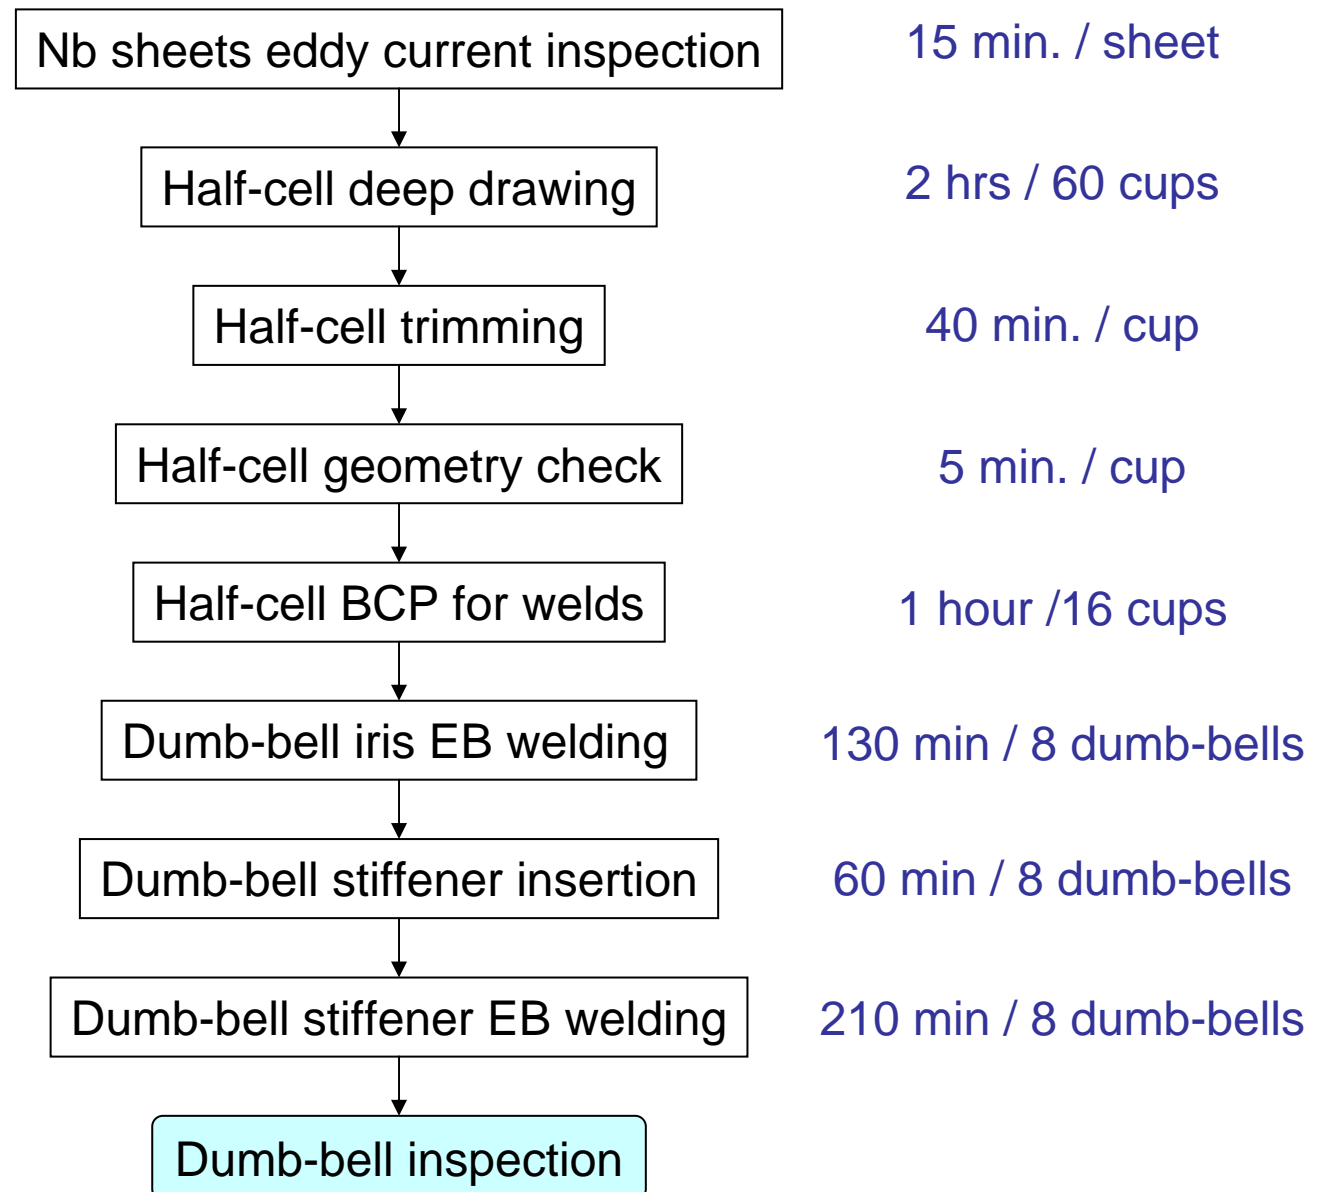 Nb sheets eddy current inspection 15 min. / sheet
Half-cell deep drawing 2 hrs / 60 cups
Half-cell trimming 40 min. / cup
Half-cell geometry check 5 min. / cup
Half-cell BCP for welds 1 hour /16 cups
Dumb-bell iris EB welding 130 min / 8 dumb-bells
Dumb-bell stiffener insertion 60 min / 8 dumb-bells
Dumb-bell stiffener EB welding 210 min / 8 dumb-bells
Dumb-bell inspection